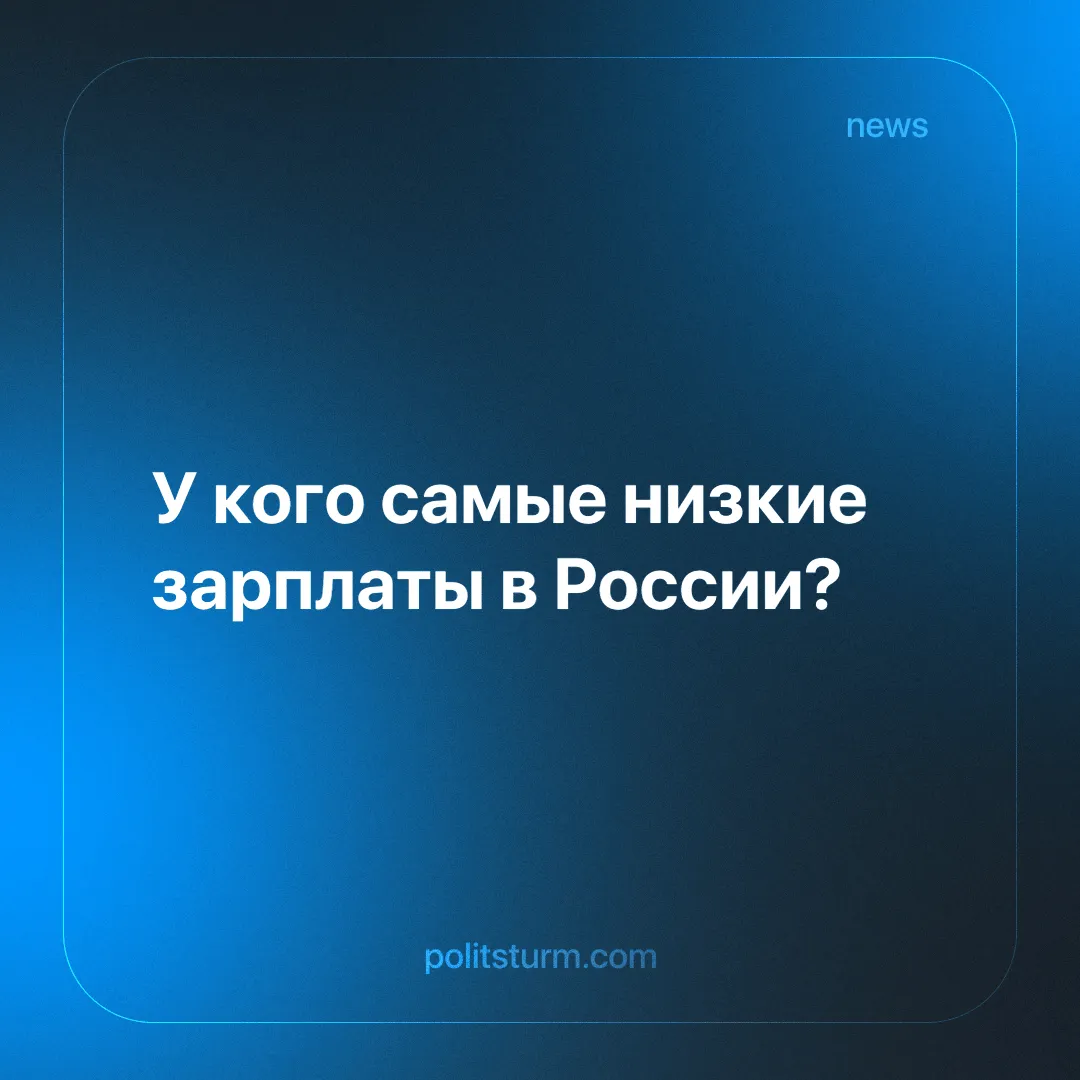 news
У кого самые низкие
зарплаты в России?
politsturm.com